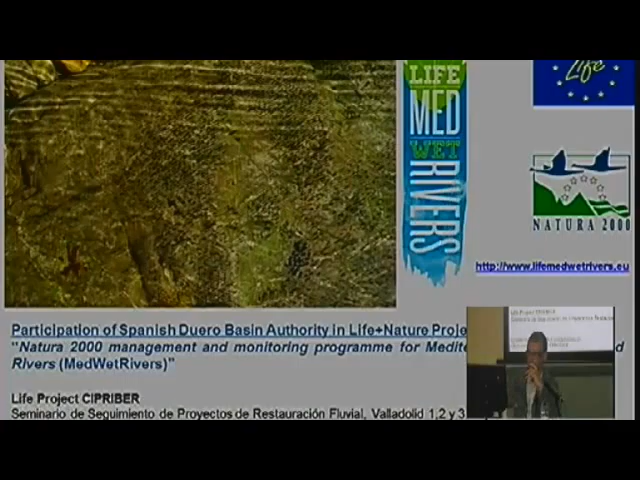 LIFE
MED
WET
RIVERS
Life
NATURA 2000
http://www.lifemedwetrivers.eu
Participation of Spanish Duero Basin Authority in Life+Nature Proje
"Natura 2000 management and monitoring programme for Medite d
Rivers (MedWetRivers)"
Life Project CIPRIBER
Seminario de Seguimiento de Proyectos de Restauración Fluvial, Valladolid 1,2 y 3